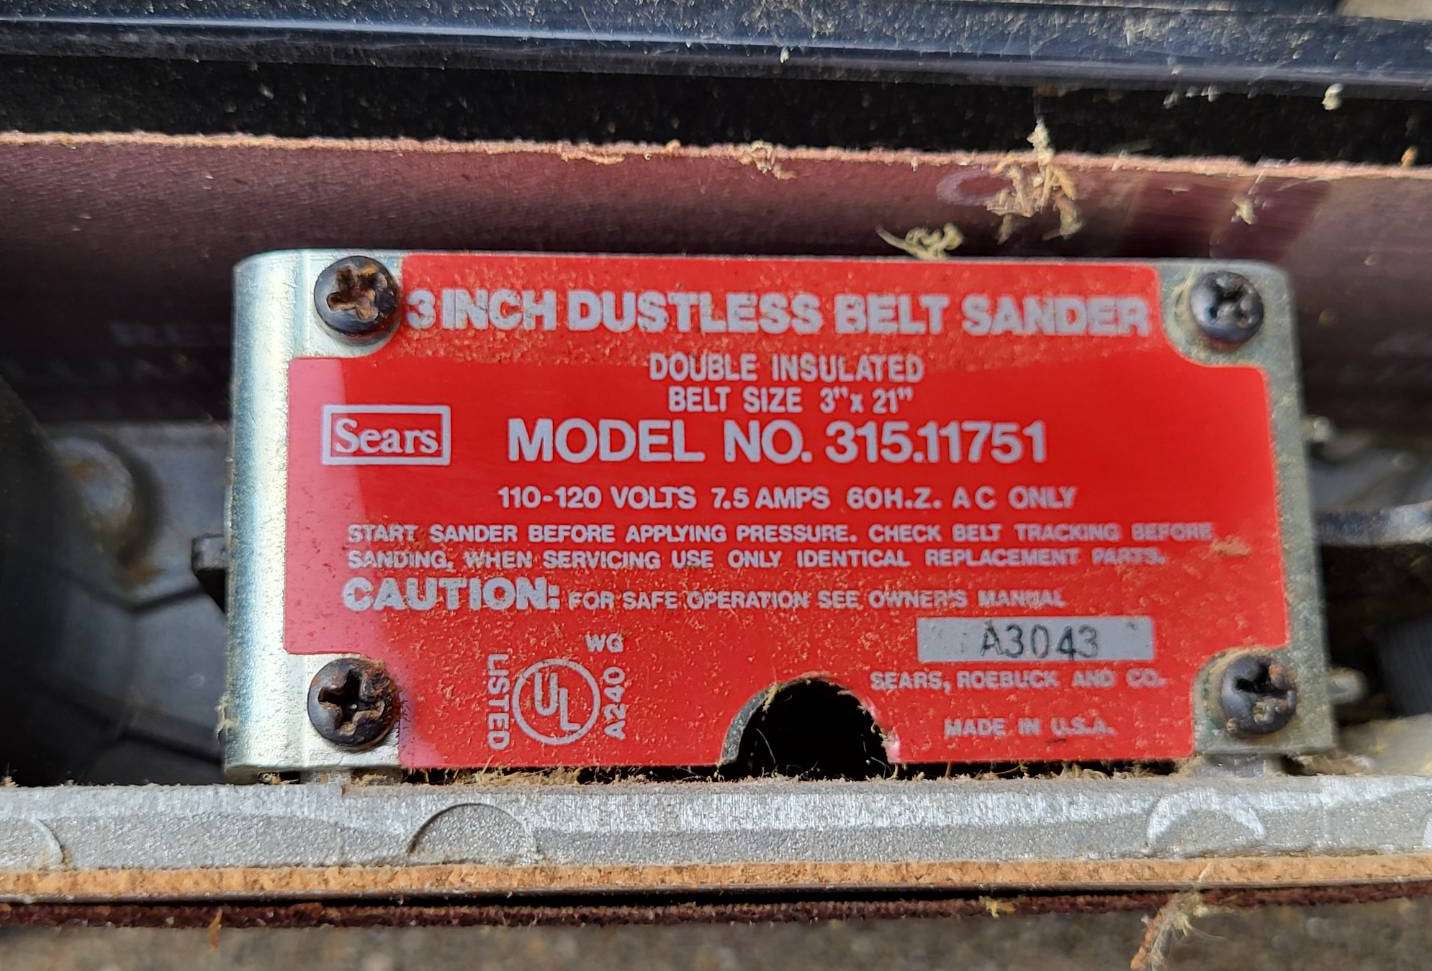 3 INCH DUSTLESS BELT SANDER
DOUBLE INSULATED
BELT SIZE 3"x 21"
Sears
MODEL NO. 315.11751
110-120 VOLTS 7.5 AMPS 60H.Z. AC ONLY
START SANDER BEFORE APPLYING PRESSURE. CHECK BELT TRACKING BEFORE
SANDING, WHEN SERVICING USE ONLY IDENTICAL REPLACEMENT PARTS.
CAUTION: FOR SAFE OPERATION SEE OWNER'S MANUAL
A3043
SEARS, ROEBUCK AND CO.
MADE IN U.S.A.
WG
LISTED
UL
A240